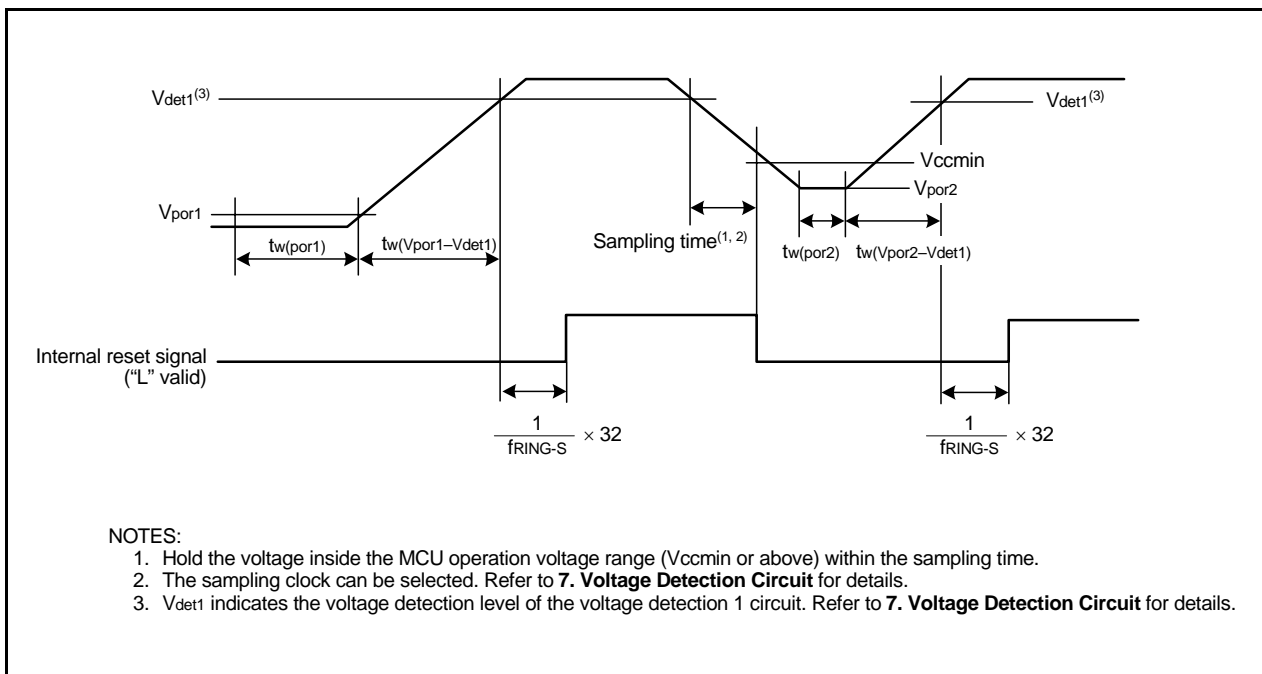 Vdet1(3)
Vdet1(3)
Vccmin
Vpor1
Vpor2
Sampling time(1, 2)
tw(por1)
tw(Vpor1–Vdet1)
tw(por2)
tw(Vpor2–Vdet1)
Internal reset signal
(“L” valid)
1
fRING-S
× 32
1
fRING-S
× 32
NOTES:
1. Hold the voltage inside the MCU operation voltage range (Vccmin or above) within the sampling time.
2. The sampling clock can be selected. Refer to 7. Voltage Detection Circuit for details.
3. Vdet1 indicates the voltage detection level of the voltage detection 1 circuit. Refer to 7. Voltage Detection Circuit for details.